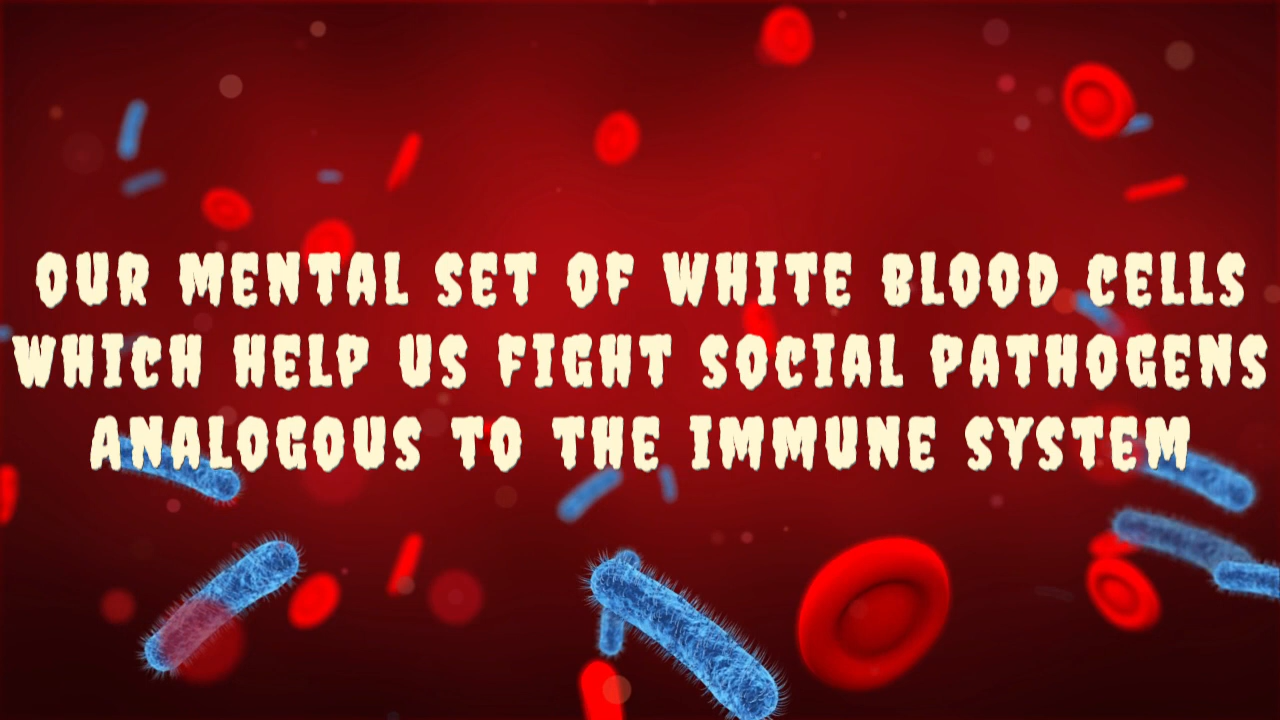 OUR MENTAL SET OF WHITE BLOOD CELLS
WHICH HELP US FIGHT SOCIAL PATHOGENS
ANALOGOUS TO THE IMMUNE SYSTEM